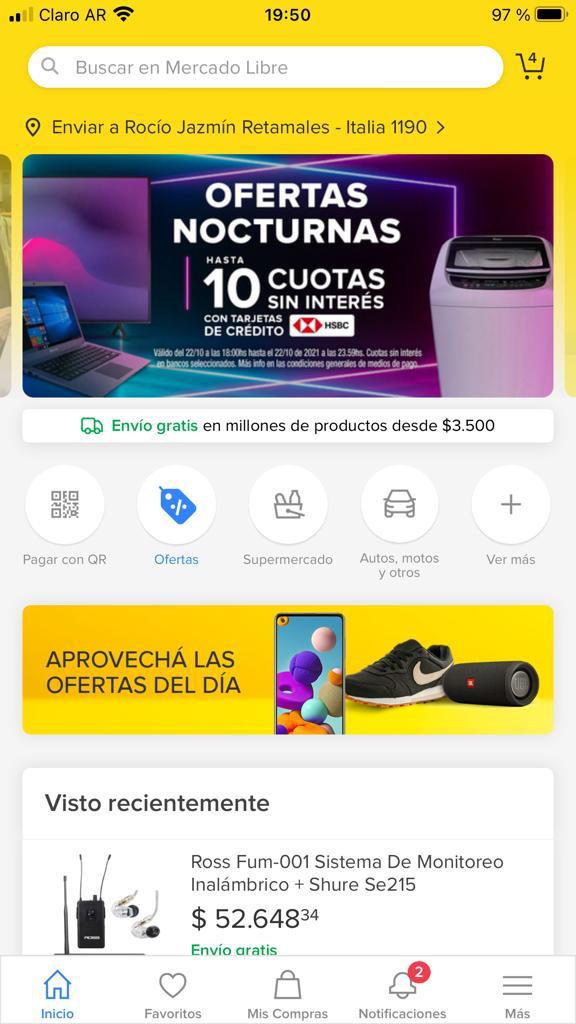 Claro AR
19:50
97 %
Buscar en Mercado Libre
4
Enviar a Rocío Jazmín Retamales - Italia 1190
OFERTAS
NOCTURNAS
HASTA
10 CUOTAS
SIN INTERÉS
CON TARJETAS
DE CRÉDITO HSBC
Válido del 22/10 a las 18:00hs hasta el 22/10 de 2021 a las 23.59hs. Cuotas sin interés
en bancos seleccionados. Más info en las condiciones generales de medios de pago.
Envío gratis en millones de productos desde $3.500
Pagar con QR
Ofertas
Supermercado
Autos, motos
y otros
Ver más
APROVECHÁ LAS
OFERTAS DEL DÍA
JBL
Visto recientemente
Ross Fum-001 Sistema De Monitoreo
Inalámbrico + Shure Se215
ROSS
$ 52.64834
Envío gratis
2
Inicio
Favoritos
Mis Compras
Notificaciones
Más